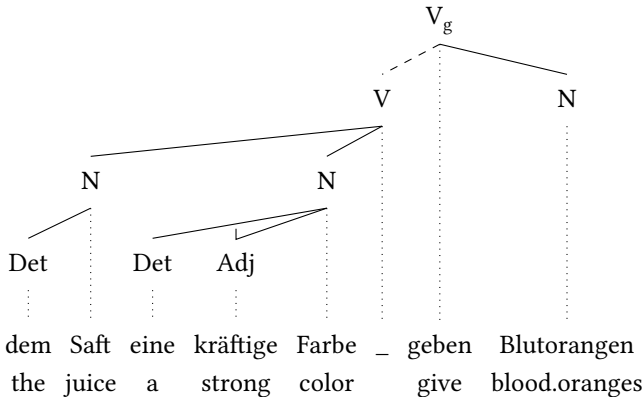 V_g
V N
N N
Det Det Adj
dem Saft eine kräftige Farbe _ geben Blutorangen
the juice a strong color give blood.oranges